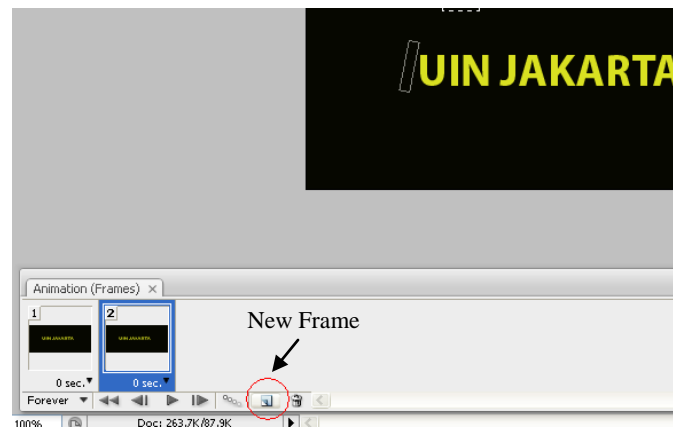 UIN JAKARTA
Animation (Frames) ×
1 2
UIN JAKARTA UIN JAKARTA
New Frame
0 sec. 0 sec.
Forever
100% Doc: 263.7K/87.9K